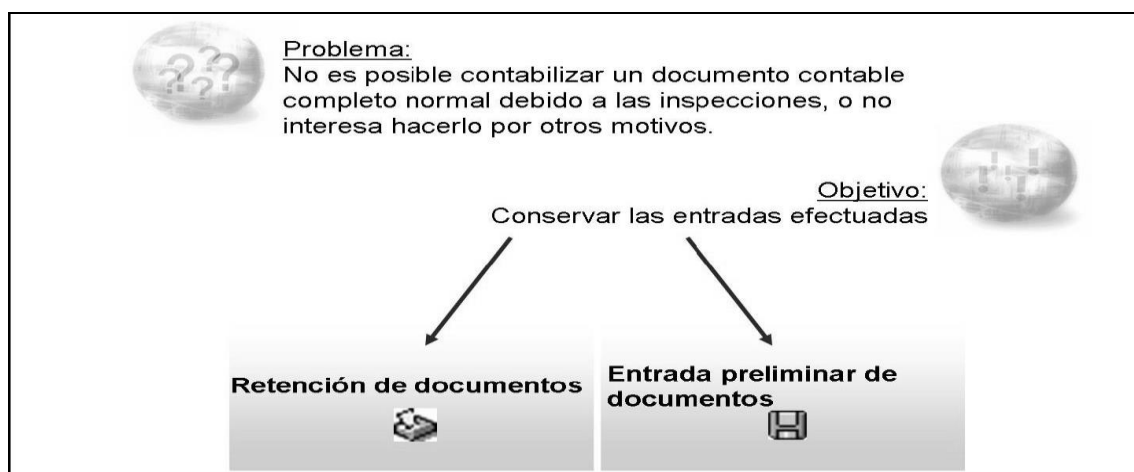 Problema:
No es posible contabilizar un documento contable
completo normal debido a las inspecciones, o no
interesa hacerlo por otros motivos.
Objetivo:
Conservar las entradas efectuadas
Retención de documentos
Entrada preliminar de
documentos